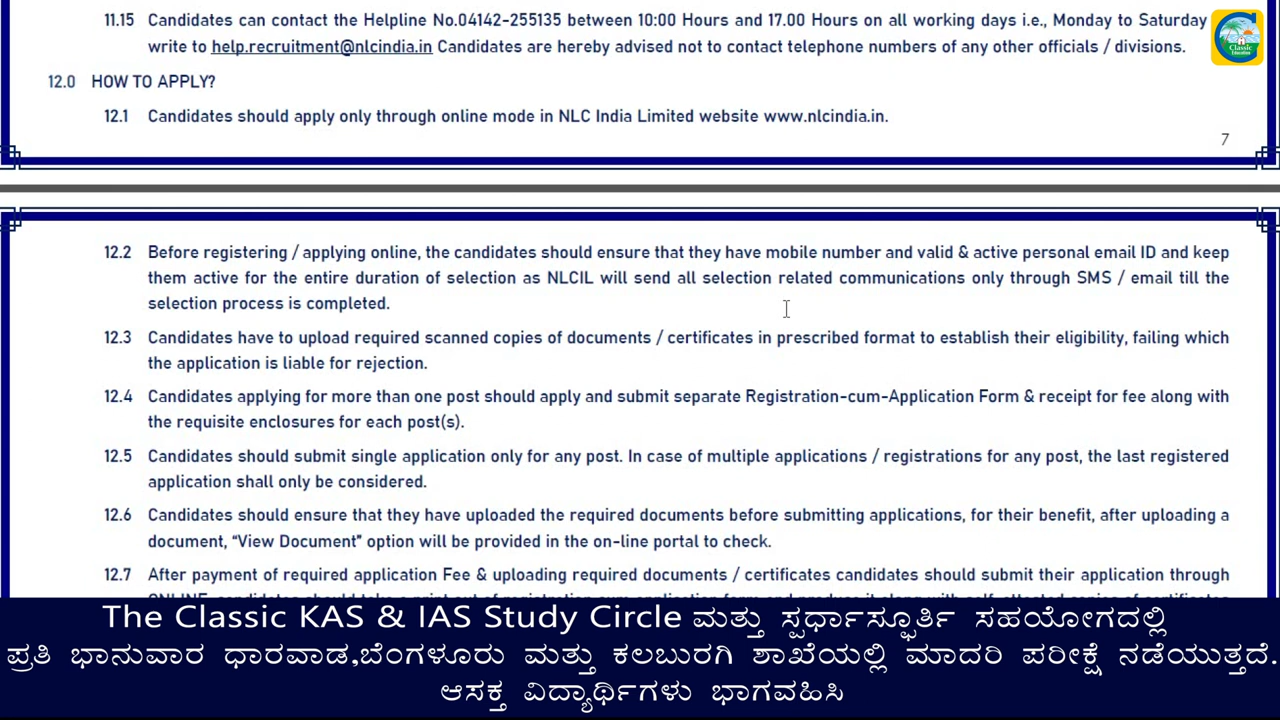 11.15 Candidates can contact the Helpline No.04142-255135 between 10:00 Hours and 17.00 Hours on all working days i.e., Monday to Saturday
write to help.recruitment@nlcindia.in Candidates are hereby advised not to contact telephone numbers of any other officials / divisions.
Classic
Education
12.0 HOW TO APPLY?
12.1 Candidates should apply only through online mode in NLC India Limited website www.nlcindia.in.
7
12.2 Before registering / applying online, the candidates should ensure that they have mobile number and valid & active personal email ID and keep
them active for the entire duration of selection as NLCIL will send all selection related communications only through SMS / email till the
selection process is completed.
12.3 Candidates have to upload required scanned copies of documents / certificates in prescribed format to establish their eligibility, failing which
the application is liable for rejection.
12.4 Candidates applying for more than one post should apply and submit separate Registration-cum-Application Form & receipt for fee along with
the requisite enclosures for each post(s).
12.5 Candidates should submit single application only for any post. In case of multiple applications / registrations for any post, the last registered
application shall only be considered.
12.6 Candidates should ensure that they have uploaded the required documents before submitting applications, for their benefit, after uploading a
document, “View Document” option will be provided in the on-line portal to check.
12.7 After payment of required application Fee & uploading required documents / certificates candidates should submit their application through
The Classic KAS & IAS Study Circle ಮತ್ತು ಸ್ಪರ್ಧಾಸ್ಫೂರ್ತಿ ಸಹಯೋಗದಲ್ಲಿ
ಪ್ರತಿ ಭಾನುವಾರ ಧಾರವಾಡ,ಬೆಂಗಳೂರು ಮತ್ತು ಕಲಬುರಗಿ ಶಾಖೆಯಲ್ಲಿ ಮಾದರಿ ಪರೀಕ್ಷೆ ನಡೆಯುತ್ತದೆ.
ಆಸಕ್ತ ವಿದ್ಯಾರ್ಥಿಗಳು ಭಾಗವಹಿಸಿ